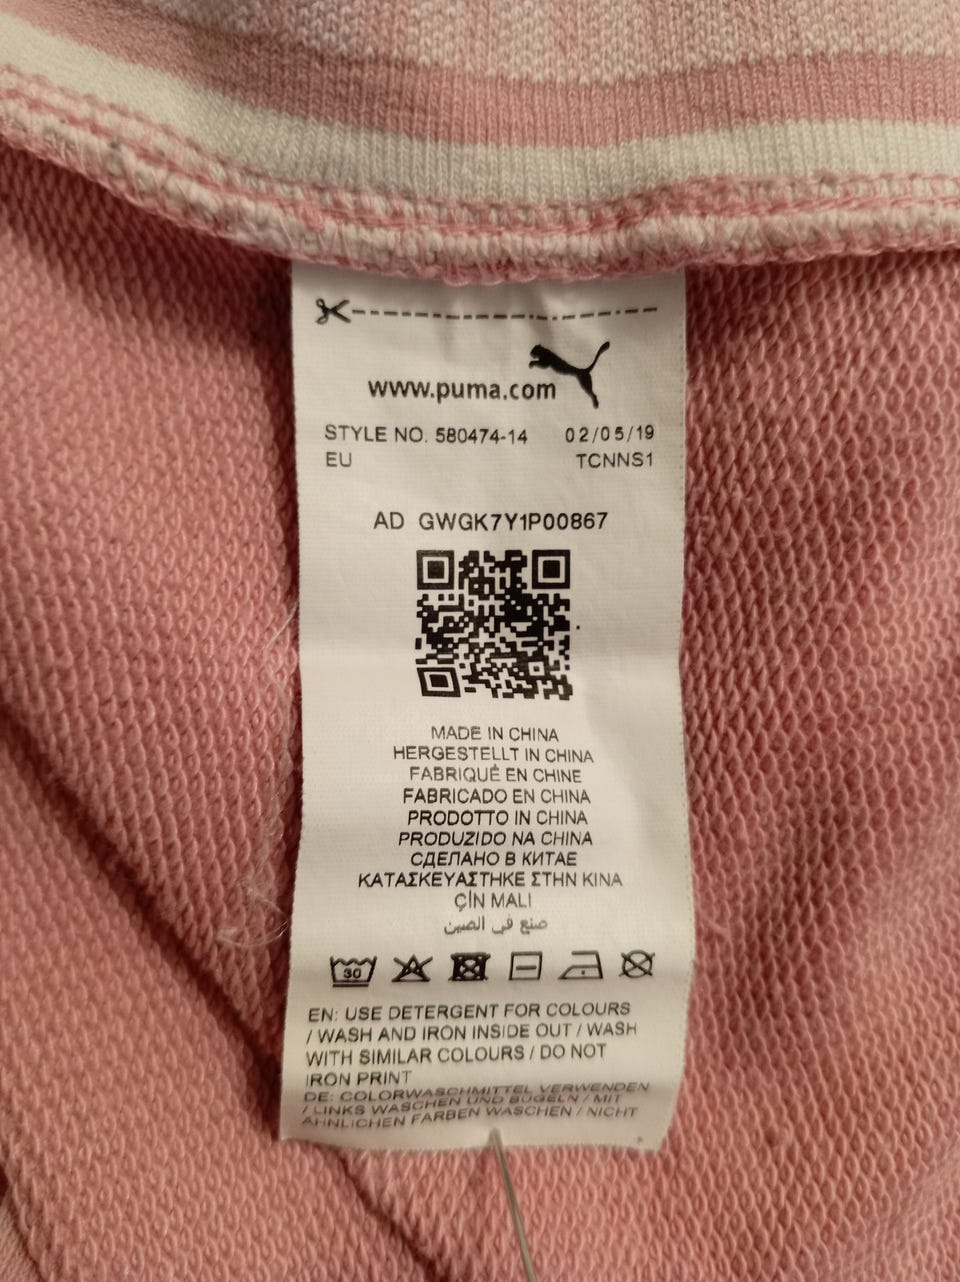 www.puma.com
STYLE NO. 580474-14 02/05/19
EU TCNNS1
AD GWGK7Y1P00867
MADE IN CHINA
HERGESTELLT IN CHINA
FABRIQUÉ EN CHINE
FABRICADO EN CHINA
PRODOTTO IN CHINA
PRODUZIDO NA CHINA
СДЕЛАНО В КИТАЕ
ΚΑΤΑΣΚΕΥΑΣΤΗΚΕ ΣΤΗΝ ΚΙΝΑ
ÇİN MALI
صنع في الصين
30
EN: USE DETERGENT FOR COLOURS
/ WASH AND IRON INSIDE OUT / WASH
WITH SIMILAR COLOURS / DO NOT
IRON PRINT
DE: COLORWASCHMITTEL VERWENDEN
/ LINKS WASCHEN UND BÜGELN / MIT
ÄHNLICHEN FARBEN WASCHEN / NICHT